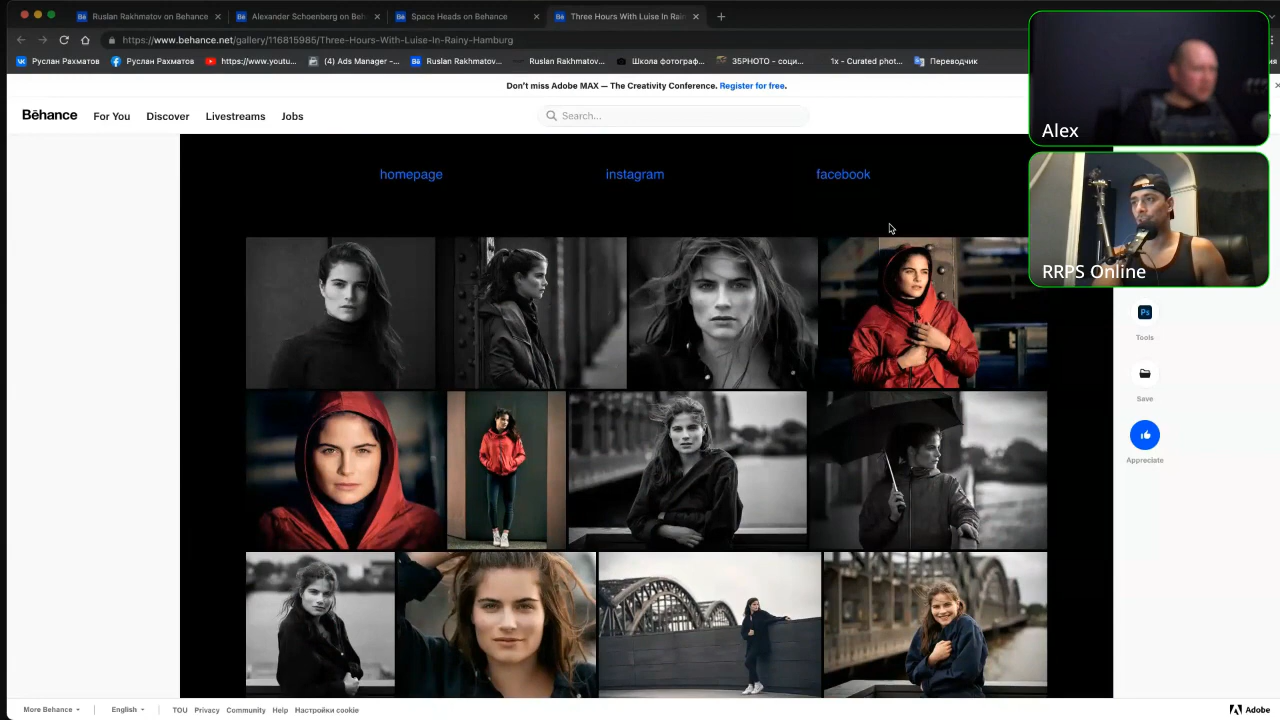 Ruslan Rakhmatov on Behance
Alexander Schoenberg on Beh
Space Heads on Behance
Three Hours With Luise In Rain
https://www.behance.net/gallery/116815985/Three-Hours-With-Luise-In-Rainy-Hamburg
Руслан Рахматов
Руслан Рахматов
https://www.youtu...
(4) Ads Manager –...
Ruslan Rakhmatov...
Ruslan Rakhmatov...
Школа фотограф...
35PHOTO - соци...
1x - Curated phot...
Переводчик
Don't miss Adobe MAX — The Creativity Conference. Register for free.
Bēhance
For You
Discover
Livestreams
Jobs
Search...
Alex
homepage
instagram
facebook
RRPS Online
Ps
Tools
Save
Appreciate
More Behance
English
TOU
Privacy
Community
Help
Настройки cookie
Adobe